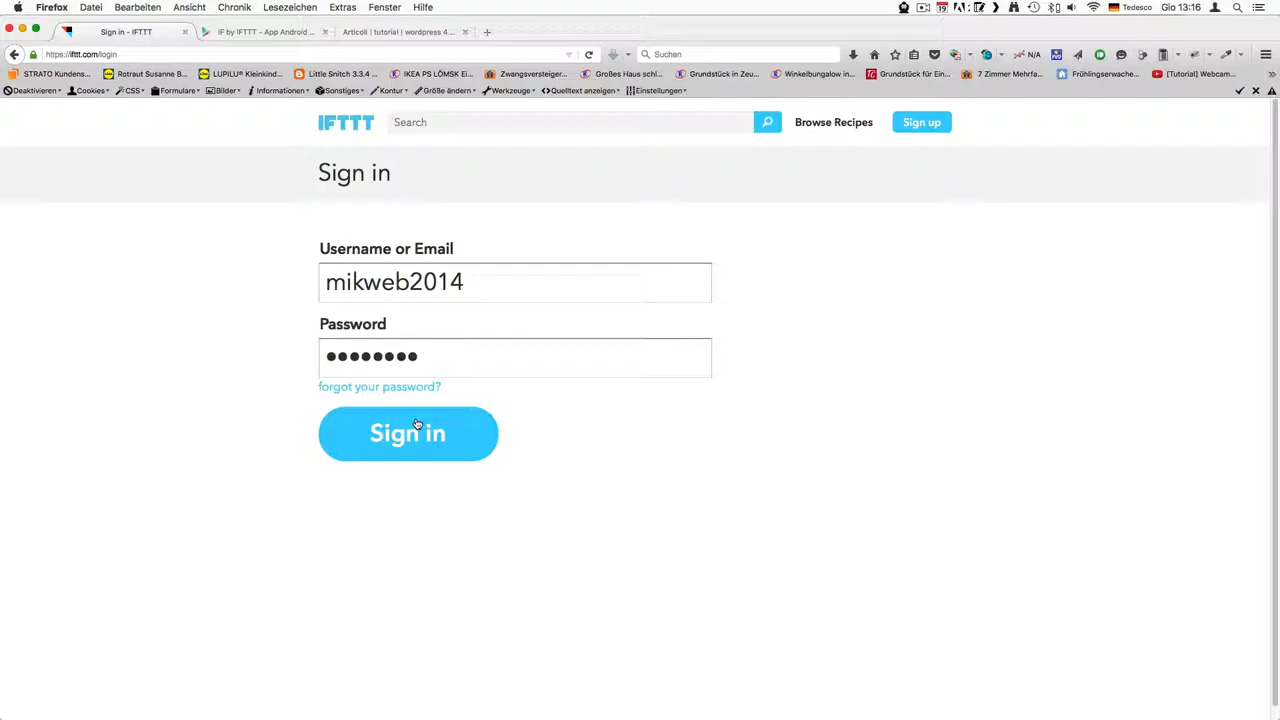 Firefox Datei Bearbeiten Ansicht Chronik Lesezeichen Extras Fenster Hilfe 19 Tedesco Gio 13:16
Sign in - IFTTT × IF by IFTTT - App Android ... × Articoli | tutorial | wordpress 4.... × +
https://ifttt.com/login Suchen N/A
STRATO Kundens... Rotraut Susanne B... LUPILU® Kleinkind... Little Snitch 3.3.4 ... IKEA PS LÖMSK Ei... Zwangsversteiger... Großes Haus schl... Grundstück in Zeu... Winkelbungalow in... Grundstück für Ein... 7 Zimmer Mehrfa... Frühlingserwache... [Tutorial] Webcam... »
Deaktivieren Cookies CSS Formulare Bilder Informationen Sonstiges Kontur Größe ändern Werkzeuge Quelltext anzeigen Einstellungen
IFTTT Search Browse Recipes Sign up
Sign in
Username or Email
mikweb2014
Password
●●●●●●●●
forgot your password?
Sign in